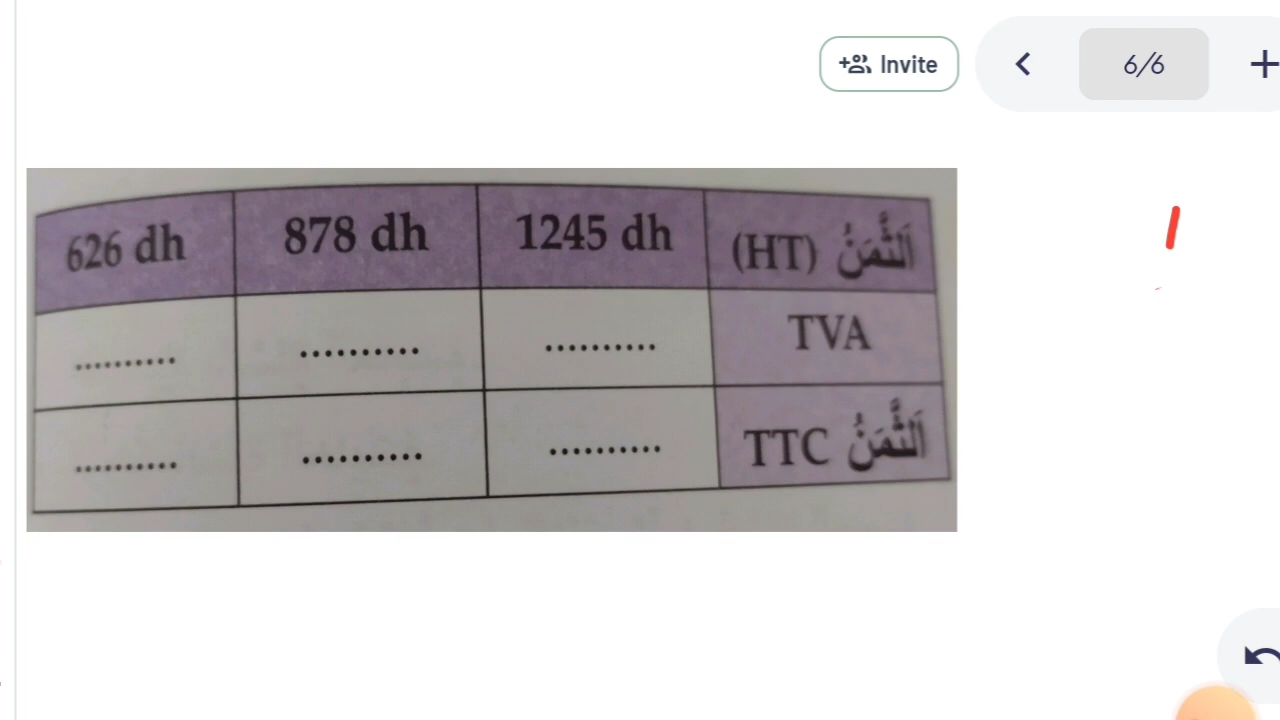 Invite
6/6
اَلثَّمَنُ (HT) 1245 dh 878 dh 626 dh
TVA .......... .......... ..........
اَلثَّمَنُ TTC .......... .......... ..........